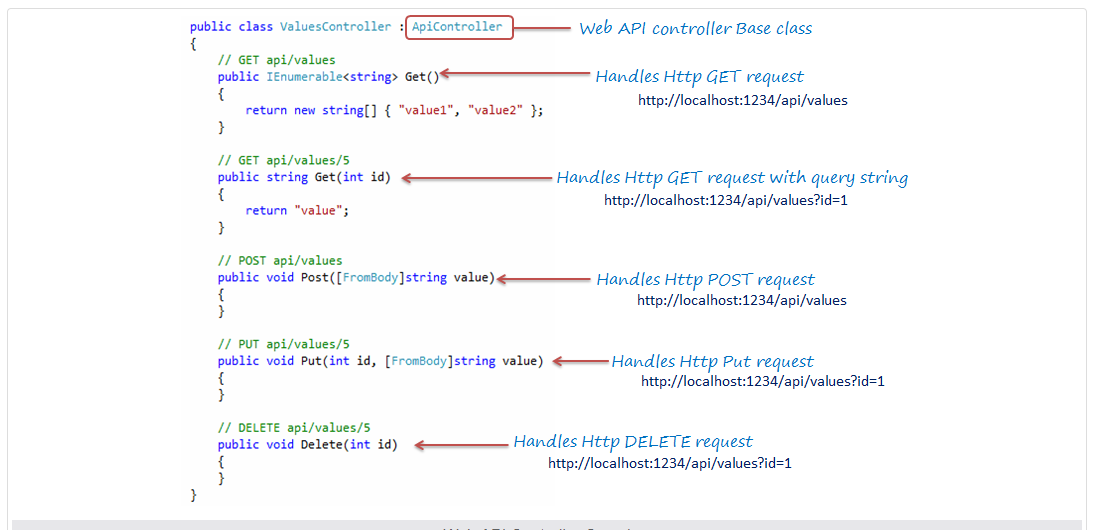 public class ValuesController : ApiController Web API controller Base class
{
// GET api/values
public IEnumerable<string> Get() Handles Http GET request
{ http://localhost:1234/api/values
return new string[] { "value1", "value2" };
}
// GET api/values/5
public string Get(int id) Handles Http GET request with query string
{ http://localhost:1234/api/values?id=1
return "value";
}
// POST api/values
public void Post([FromBody]string value) Handles Http POST request
{ http://localhost:1234/api/values
}
// PUT api/values/5
public void Put(int id, [FromBody]string value) Handles Http Put request
{ http://localhost:1234/api/values?id=1
}
// DELETE api/values/5
public void Delete(int id) Handles Http DELETE request
{ http://localhost:1234/api/values?id=1
}
}
Web API Controller